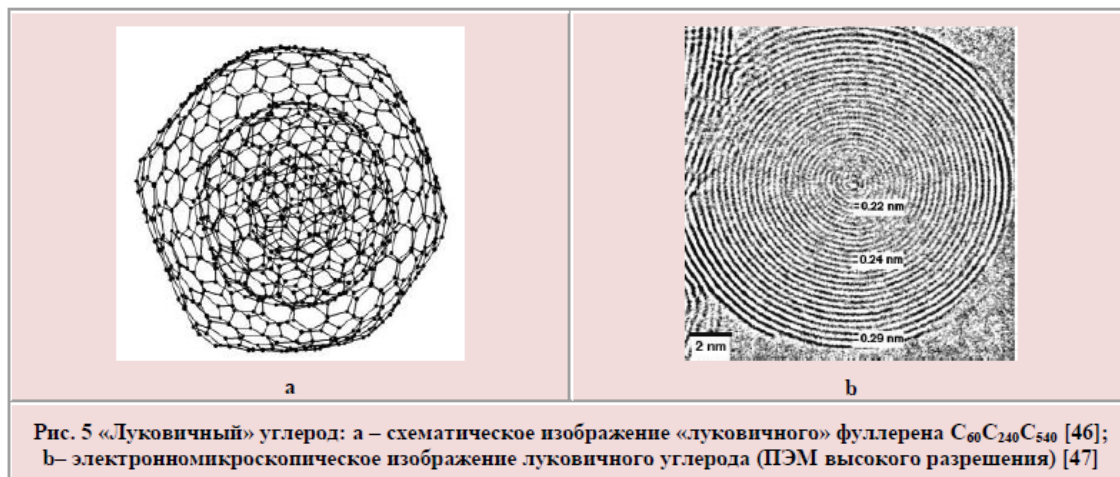 =0.22 nm
0.24 nm
0.29 nm
2 nm
a
b
Рис. 5 «Луковичный» углерод: a – схематическое изображение «луковичного» фуллерена C₆₀C₂₄₀C₅₄₀ [46];
b– электронномикроскопическое изображение луковичного углерода (ПЭМ высокого разрешения) [47]